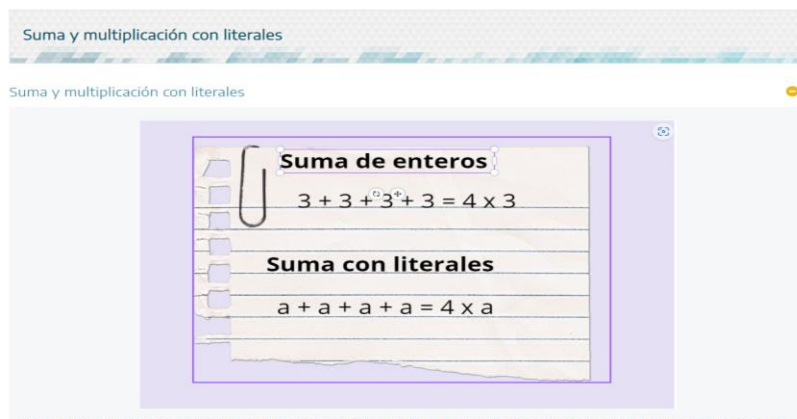 Suma y multiplicación con literales
Suma y multiplicación con literales
Suma de enteros
3 + 3 + 3 + 3 = 4 x 3
Suma con literales
a + a + a + a = 4 x a